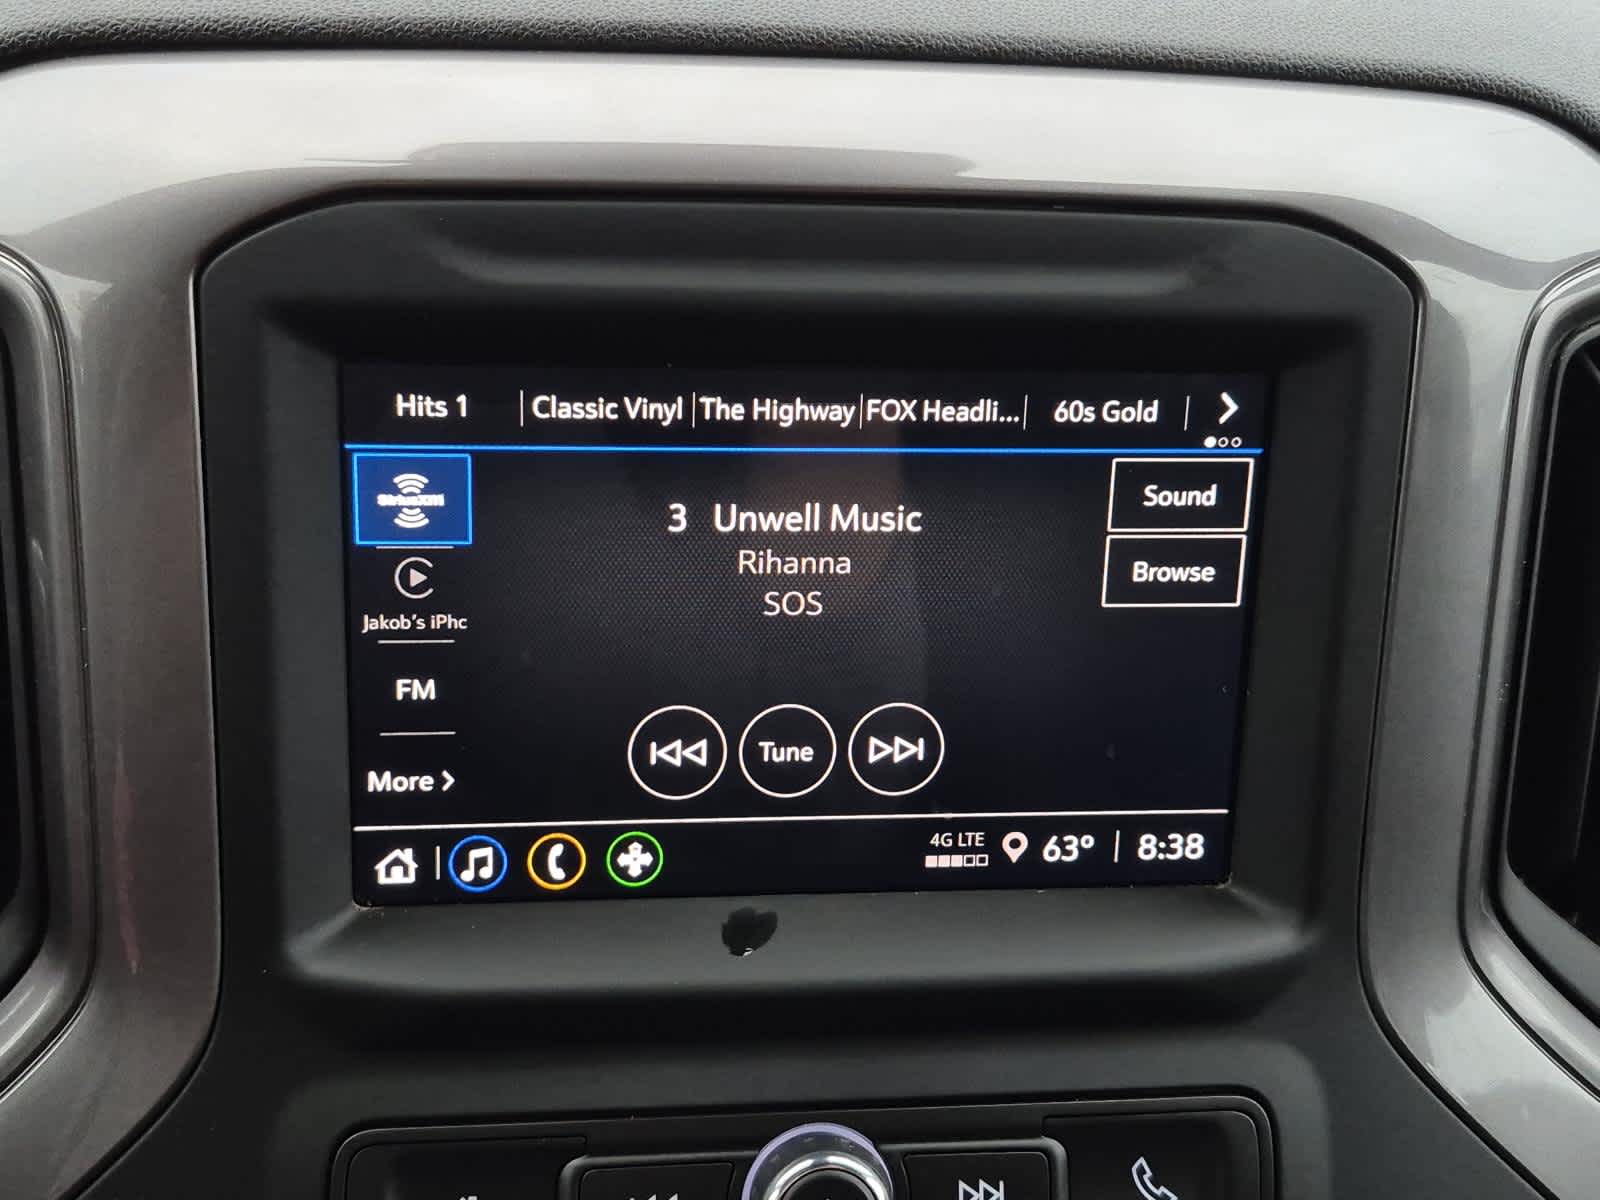 Hits 1 Classic Vinyl The Highway FOX Headli... 60s Gold
SiriusXM
Sound
3 Unwell Music
Rihanna
SOS
Browse
Jakob's iPhc
FM
Tune
More
4G LTE
63° 8:38